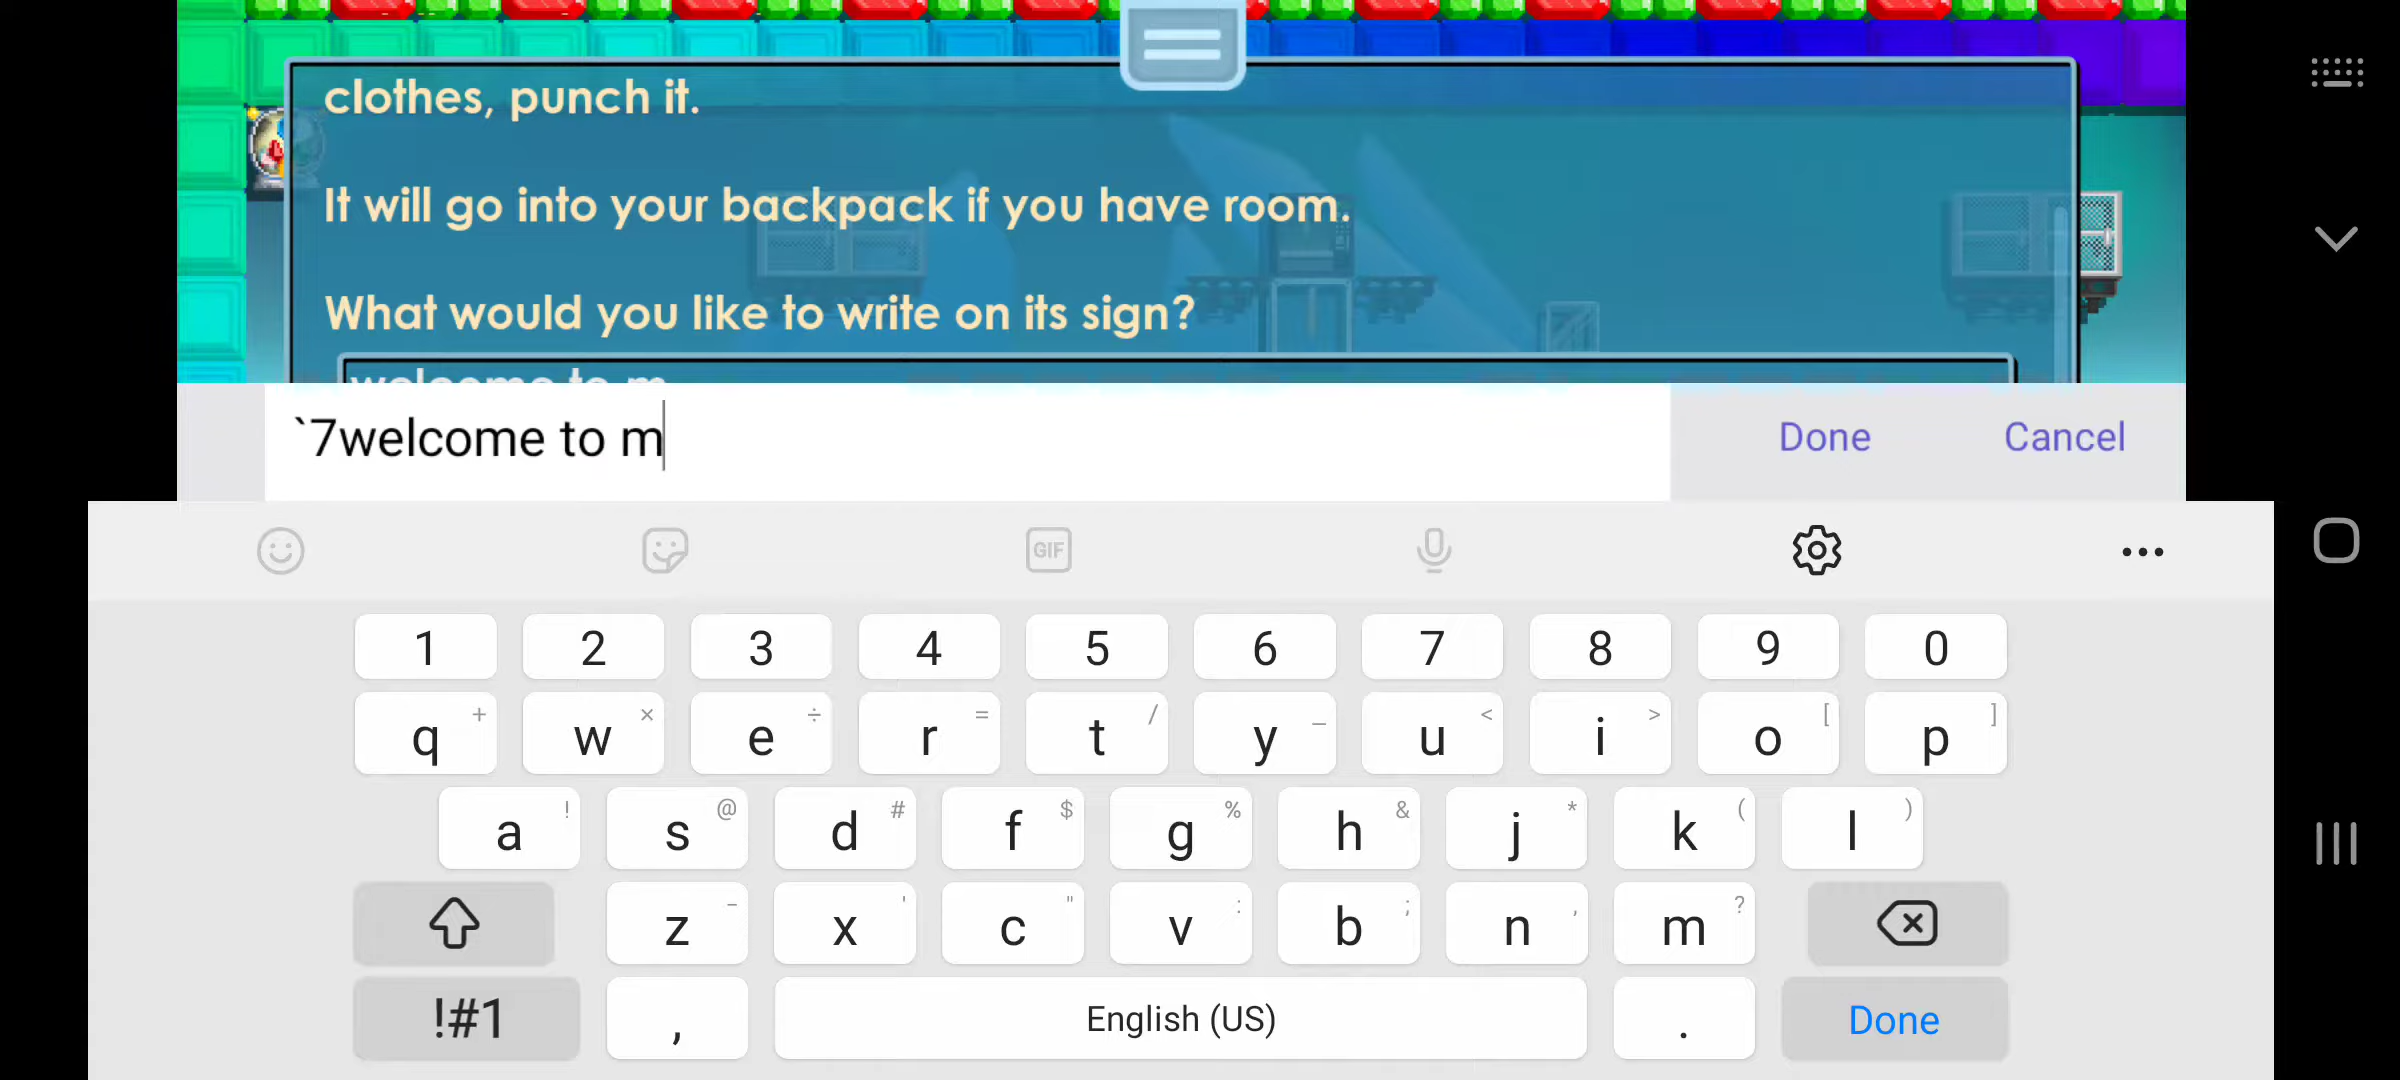 clothes, punch it.
It will go into your backpack if you have room.
What would you like to write on its sign?
welcome to m
`7welcome to m
Done Cancel
GIF
1 2 3 4 5 6 7 8 9 0
q + w × e ÷ r = t / y _ u < i > o [ p ]
a ! s @ d # f $ g % h & j * k ( l )
z - x ' c " v : b ; n , m ?
!#1 , English (US) . Done